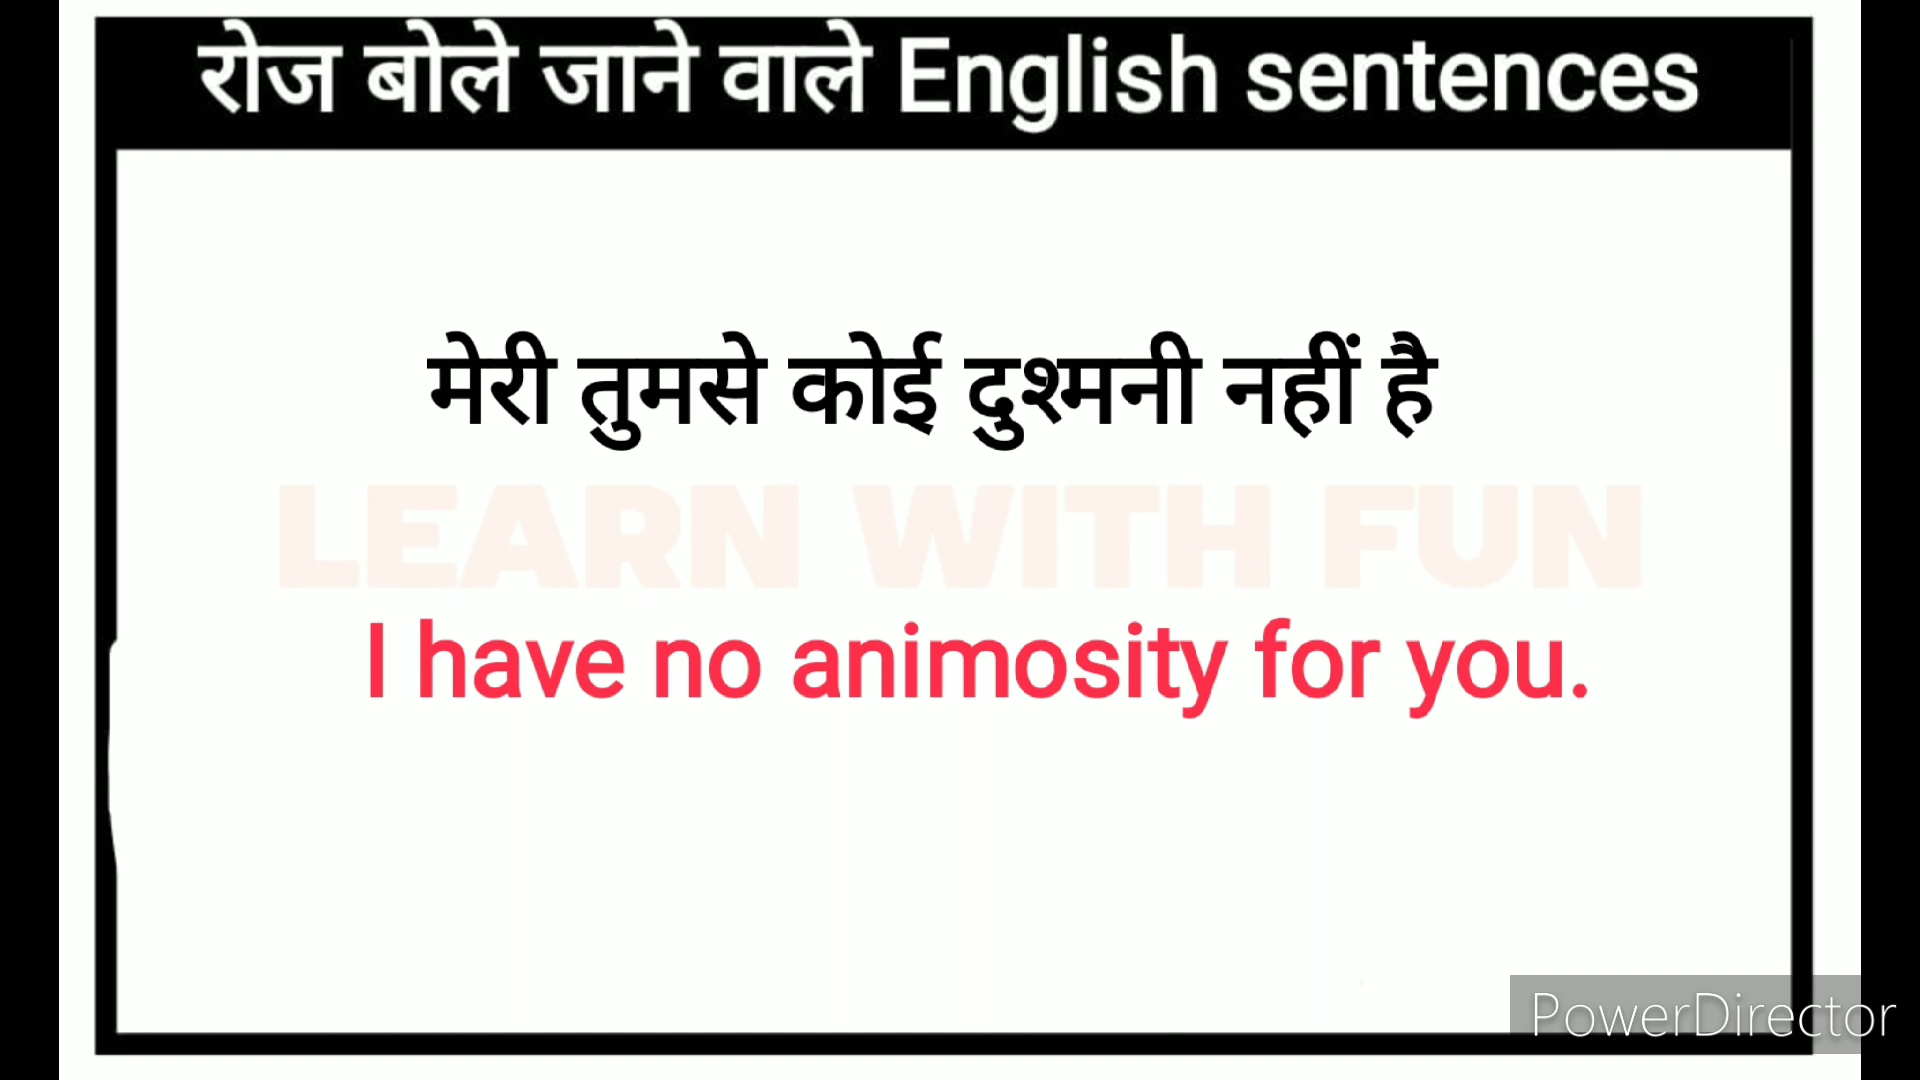 रोज बोले जाने वाले English sentences
मेरी तुमसे कोई दुश्मनी नहीं है
LEARN WITH FUN
I have no animosity for you.
PowerDirector